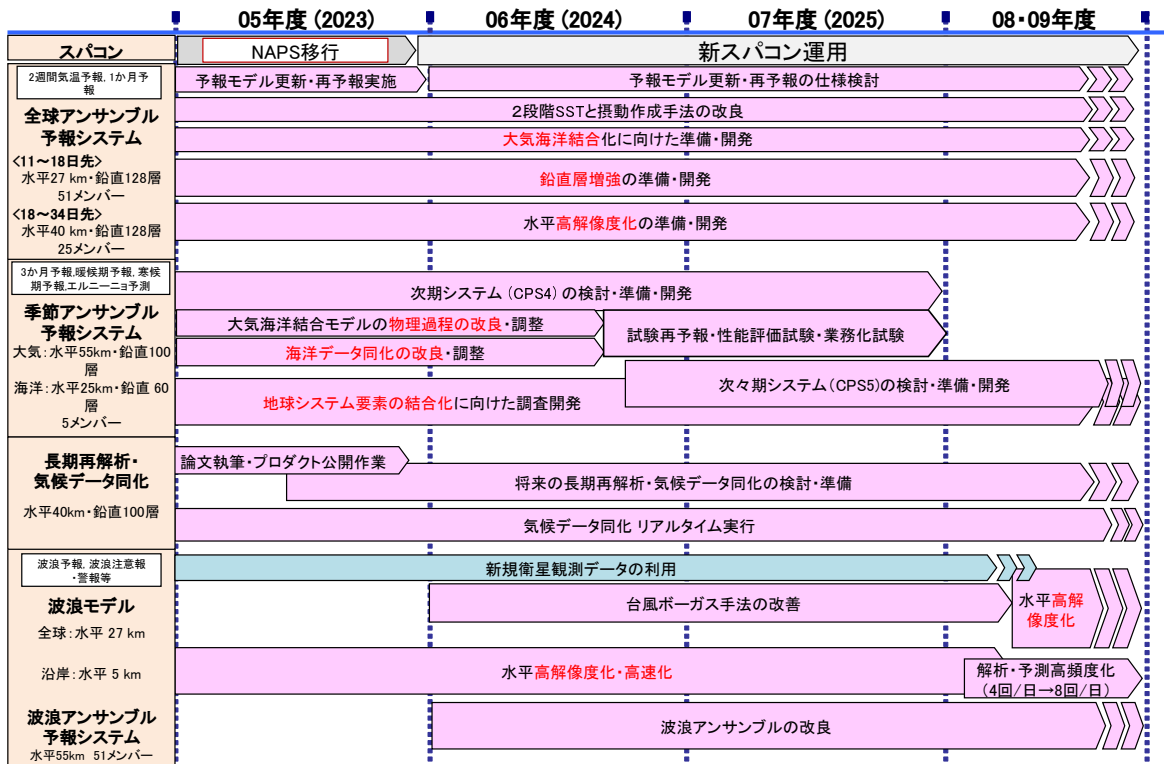 05年度(2023)
06年度(2024)
07年度(2025)
08・09年度
スパコン
NAPS移行
新スパコン運用
2週間気温予報,1か月予
報
予報モデル更新・再予報実施
予報モデル更新・再予報の仕様検討
全球アンサンブル
予報システム
2段階SSTと摂動作成手法の改良
大気海洋結合化に向けた準備・開発
<11～18日先>
水平27 km・鉛直128層
51メンバー
鉛直層増強の準備・開発
<18～34日先>
水平40 km・鉛直128層
25メンバー
水平高解像度化の準備・開発
3か月予報,暖候期予報,寒候
期予報,エルニーニョ予測
次期システム(CPS4)の検討・準備・開発
季節アンサンブル
予報システム
大気海洋結合モデルの物理過程の改良・調整
試験再予報・性能評価試験・業務化試験
大気:水平55km・鉛直100
層
海洋データ同化の改良・調整
海洋:水平25km・鉛直 60
層
5メンバー
次々期システム(CPS5)の検討・準備・開発
地球システム要素の結合化に向けた調査開発
長期再解析・
気候データ同化
論文執筆・プロダクト公開作業
将来の長期再解析・気候データ同化の検討・準備
水平40km・鉛直100層
気候データ同化 リアルタイム実行
波浪予報,波浪注意報
・警報等
新規衛星観測データの利用
波浪モデル
台風ボーガス手法の改善
水平高解
像度化
全球:水平 27 km
沿岸:水平 5 km
水平高解像度化・高速化
解析・予測高頻度化
(4回/日→8回/日)
波浪アンサンブル
予報システム
水平55km 51メンバー
波浪アンサンブルの改良